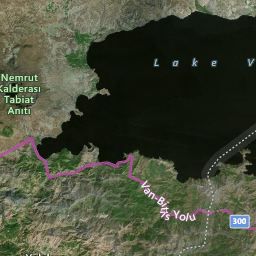 Lake V
Nemrut
Kalderası
Tabiat
Anıtı
Van-Bitlis Yolu
300